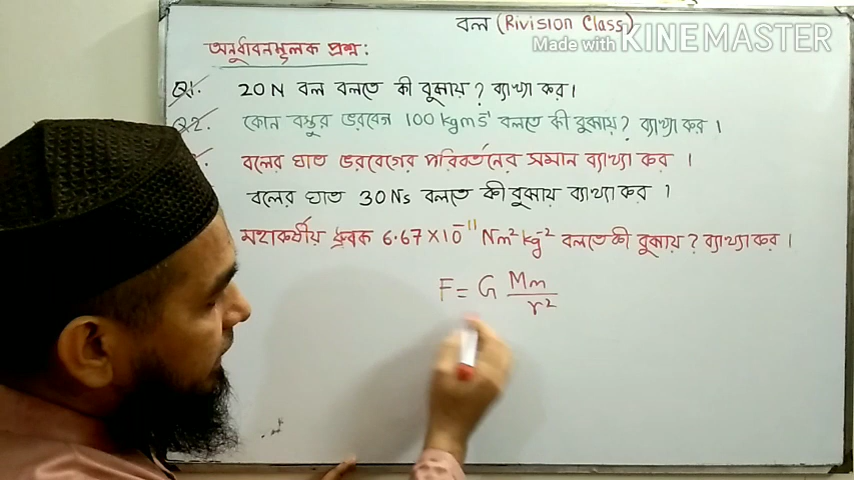 বল (Rivision Class)
Made with KINEMASTER
অনুধাবনমূলক প্রশ্ন :
Q1. 20N বল বলতে কী বুঝায়? ব্যাখ্যা কর।
Q2. কোন বস্তুর ভরবেগ 100 kgms⁻¹ বলতে কী বুঝায়? ব্যাখ্যা কর।
বলের ঘাত ভরবেগের পরিবর্তনের সমান ব্যাখ্যা কর।
বলের ঘাত 30Ns বলতে কী বুঝায় ব্যাখ্যা কর।
মহাকর্ষীয় ধ্রুবক 6.67×10⁻¹¹ Nm²kg⁻² বলতে কী বুঝায়? ব্যাখ্যা কর।
F = G Mm/r²